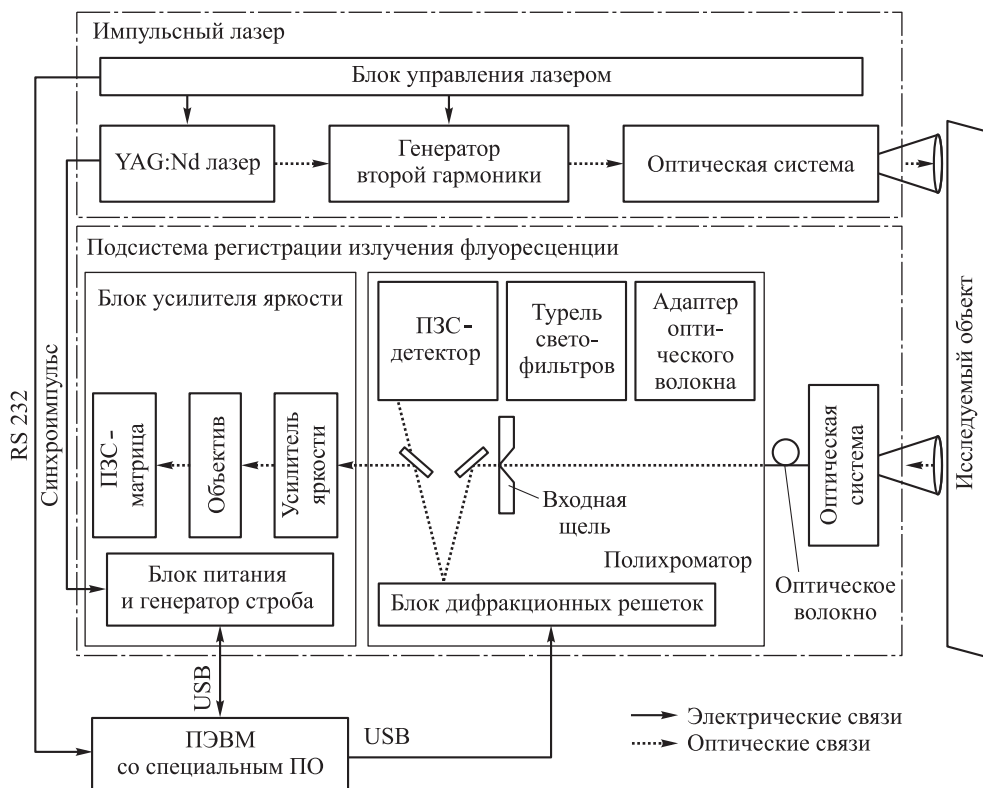 Импульсный лазер
Блок управления лазером
YAG:Nd лазер
Генератор
второй гармоники
Оптическая система
Подсистема регистрации излучения флуоресценции
Блок усилителя яркости
ПЗС-
детектор
Турель
свето-
фильтров
Адаптер
опти-
ческого
волокна
ПЗС-
матрица
Объектив
Усилитель
яркости
Входная
щель
Оптическая
система
Исследуемый объект
RS 232
Синхроимпульс
Полихроматор
Блок питания
и генератор строба
Блок дифракционных решеток
Оптическое
волокно
USB
ПЭВМ
со специальным ПО
USB
Электрические связи
Оптические связи